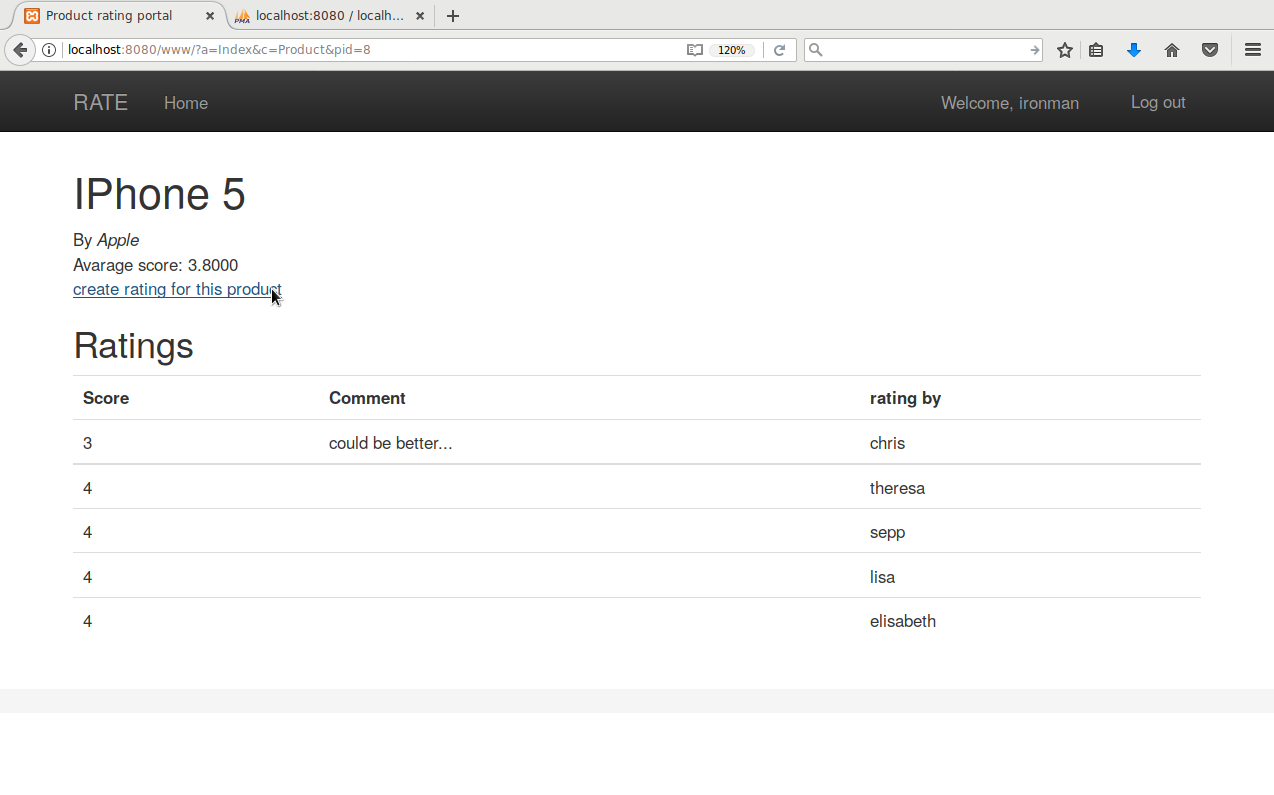 Product rating portal
localhost:8080 / localh...
localhost:8080/www/?a=Index&c=Product&pid=8
120%
RATE Home Welcome, ironman Log out
IPhone 5
By Apple
Avarage score: 3.8000
create rating for this product
Ratings
Score Comment rating by
3 could be better... chris
4 theresa
4 sepp
4 lisa
4 elisabeth